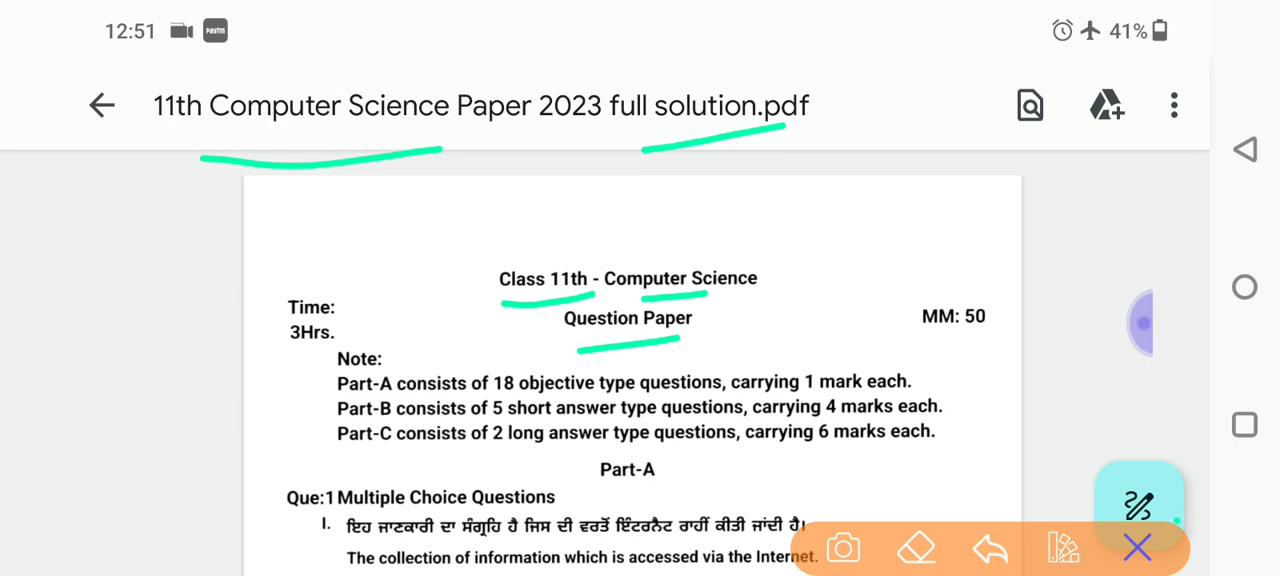 12:51 Paytm 41%
11th Computer Science Paper 2023 full solution.pdf
Class 11th - Computer Science
Time:
Question Paper MM: 50
3Hrs.
Note:
Part-A consists of 18 objective type questions, carrying 1 mark each.
Part-B consists of 5 short answer type questions, carrying 4 marks each.
Part-C consists of 2 long answer type questions, carrying 6 marks each.
Part-A
Que:1 Multiple Choice Questions
I. ਇਹ ਜਾਣਕਾਰੀ ਦਾ ਸੰਗ੍ਰਹਿ ਹੈ ਜਿਸ ਦੀ ਵਰਤੋਂ ਇੰਟਰਨੈਟ ਰਾਹੀਂ ਕੀਤੀ ਜਾਂਦੀ ਹੈ।
The collection of information which is accessed via the Internet.